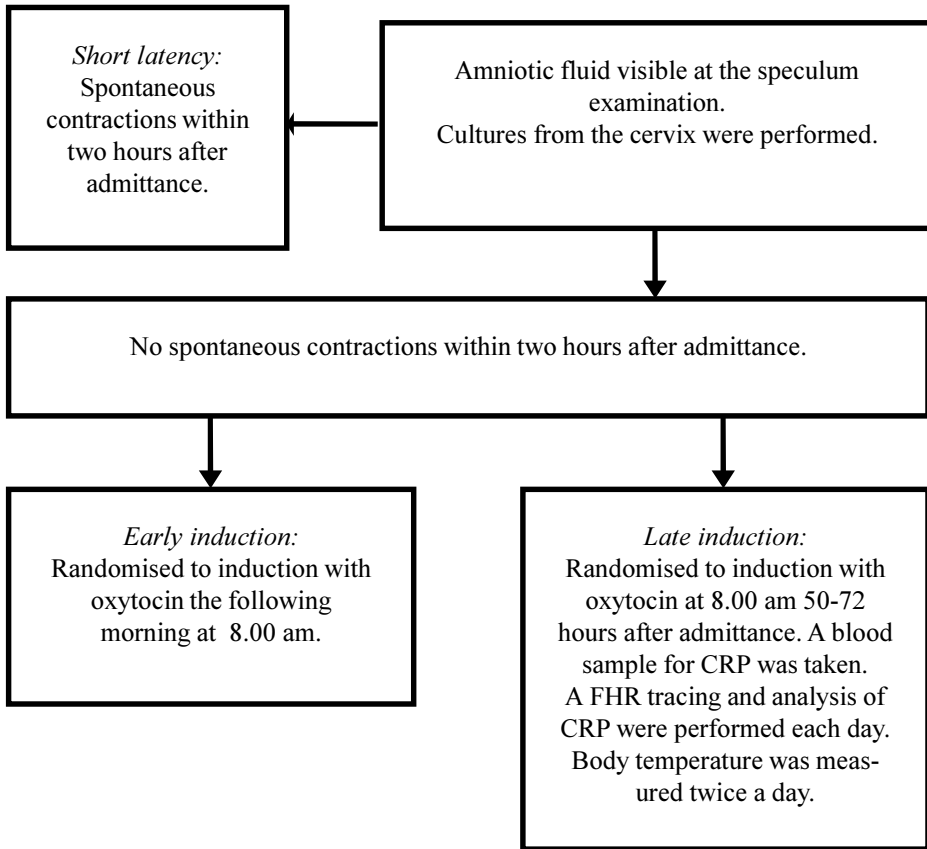 Short latency:
Spontaneous
contractions within
two hours after
admittance.
Amniotic fluid visible at the speculum
examination.
Cultures from the cervix were performed.
No spontaneous contractions within two hours after admittance.
Early induction:
Randomised to induction with
oxytocin the following
morning at 8.00 am.
Late induction:
Randomised to induction with
oxytocin at 8.00 am 50-72
hours after admittance. A blood
sample for CRP was taken.
A FHR tracing and analysis of
CRP were performed each day.
Body temperature was meas-
ured twice a day.